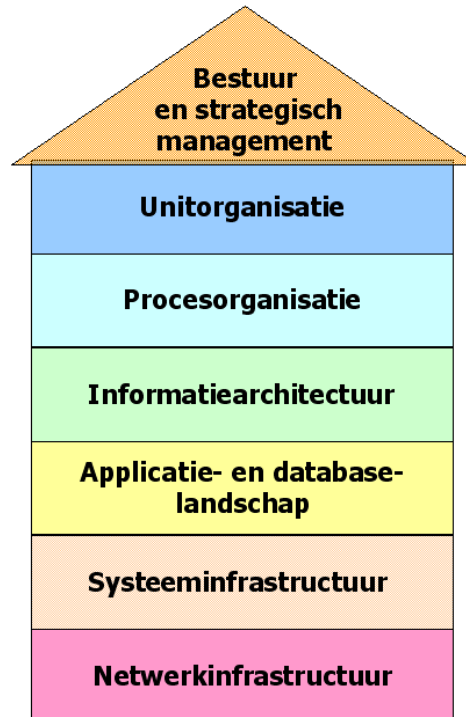 Bestuur
en strategisch
management
Unitorganisatie
Procesorganisatie
Informatiearchitectuur
Applicatie- en database-
landschap
Systeeminfrastructuur
Netwerkinfrastructuur